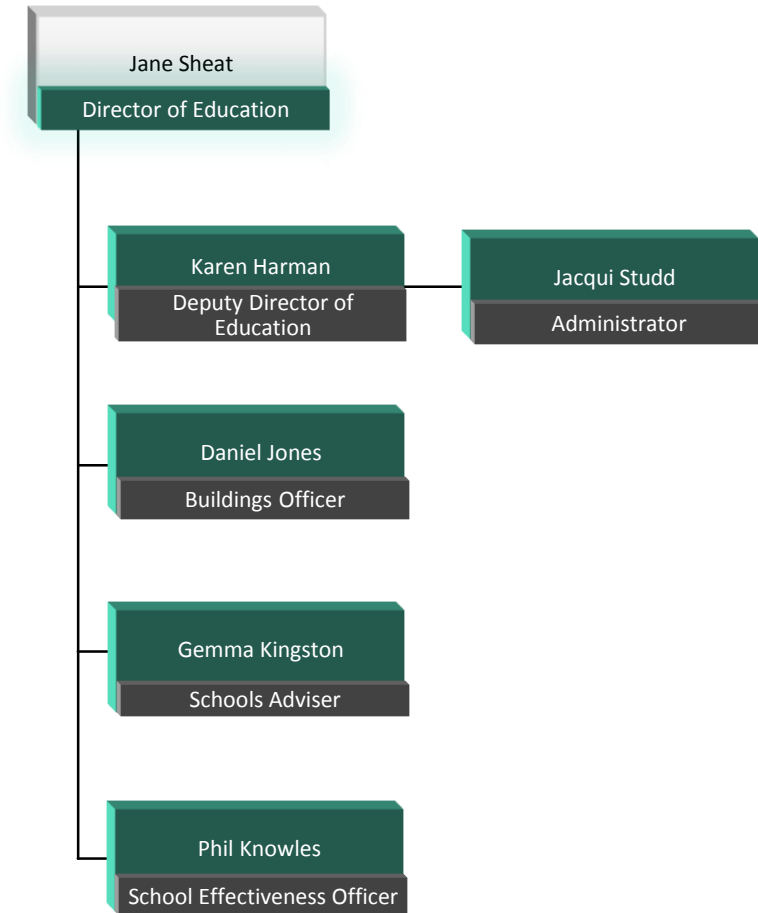 Jane Sheat
Director of Education
Karen Harman
Deputy Director of
Education
Jacqui Studd
Administrator
Daniel Jones
Buildings Officer
Gemma Kingston
Schools Adviser
Phil Knowles
School Effectiveness Officer